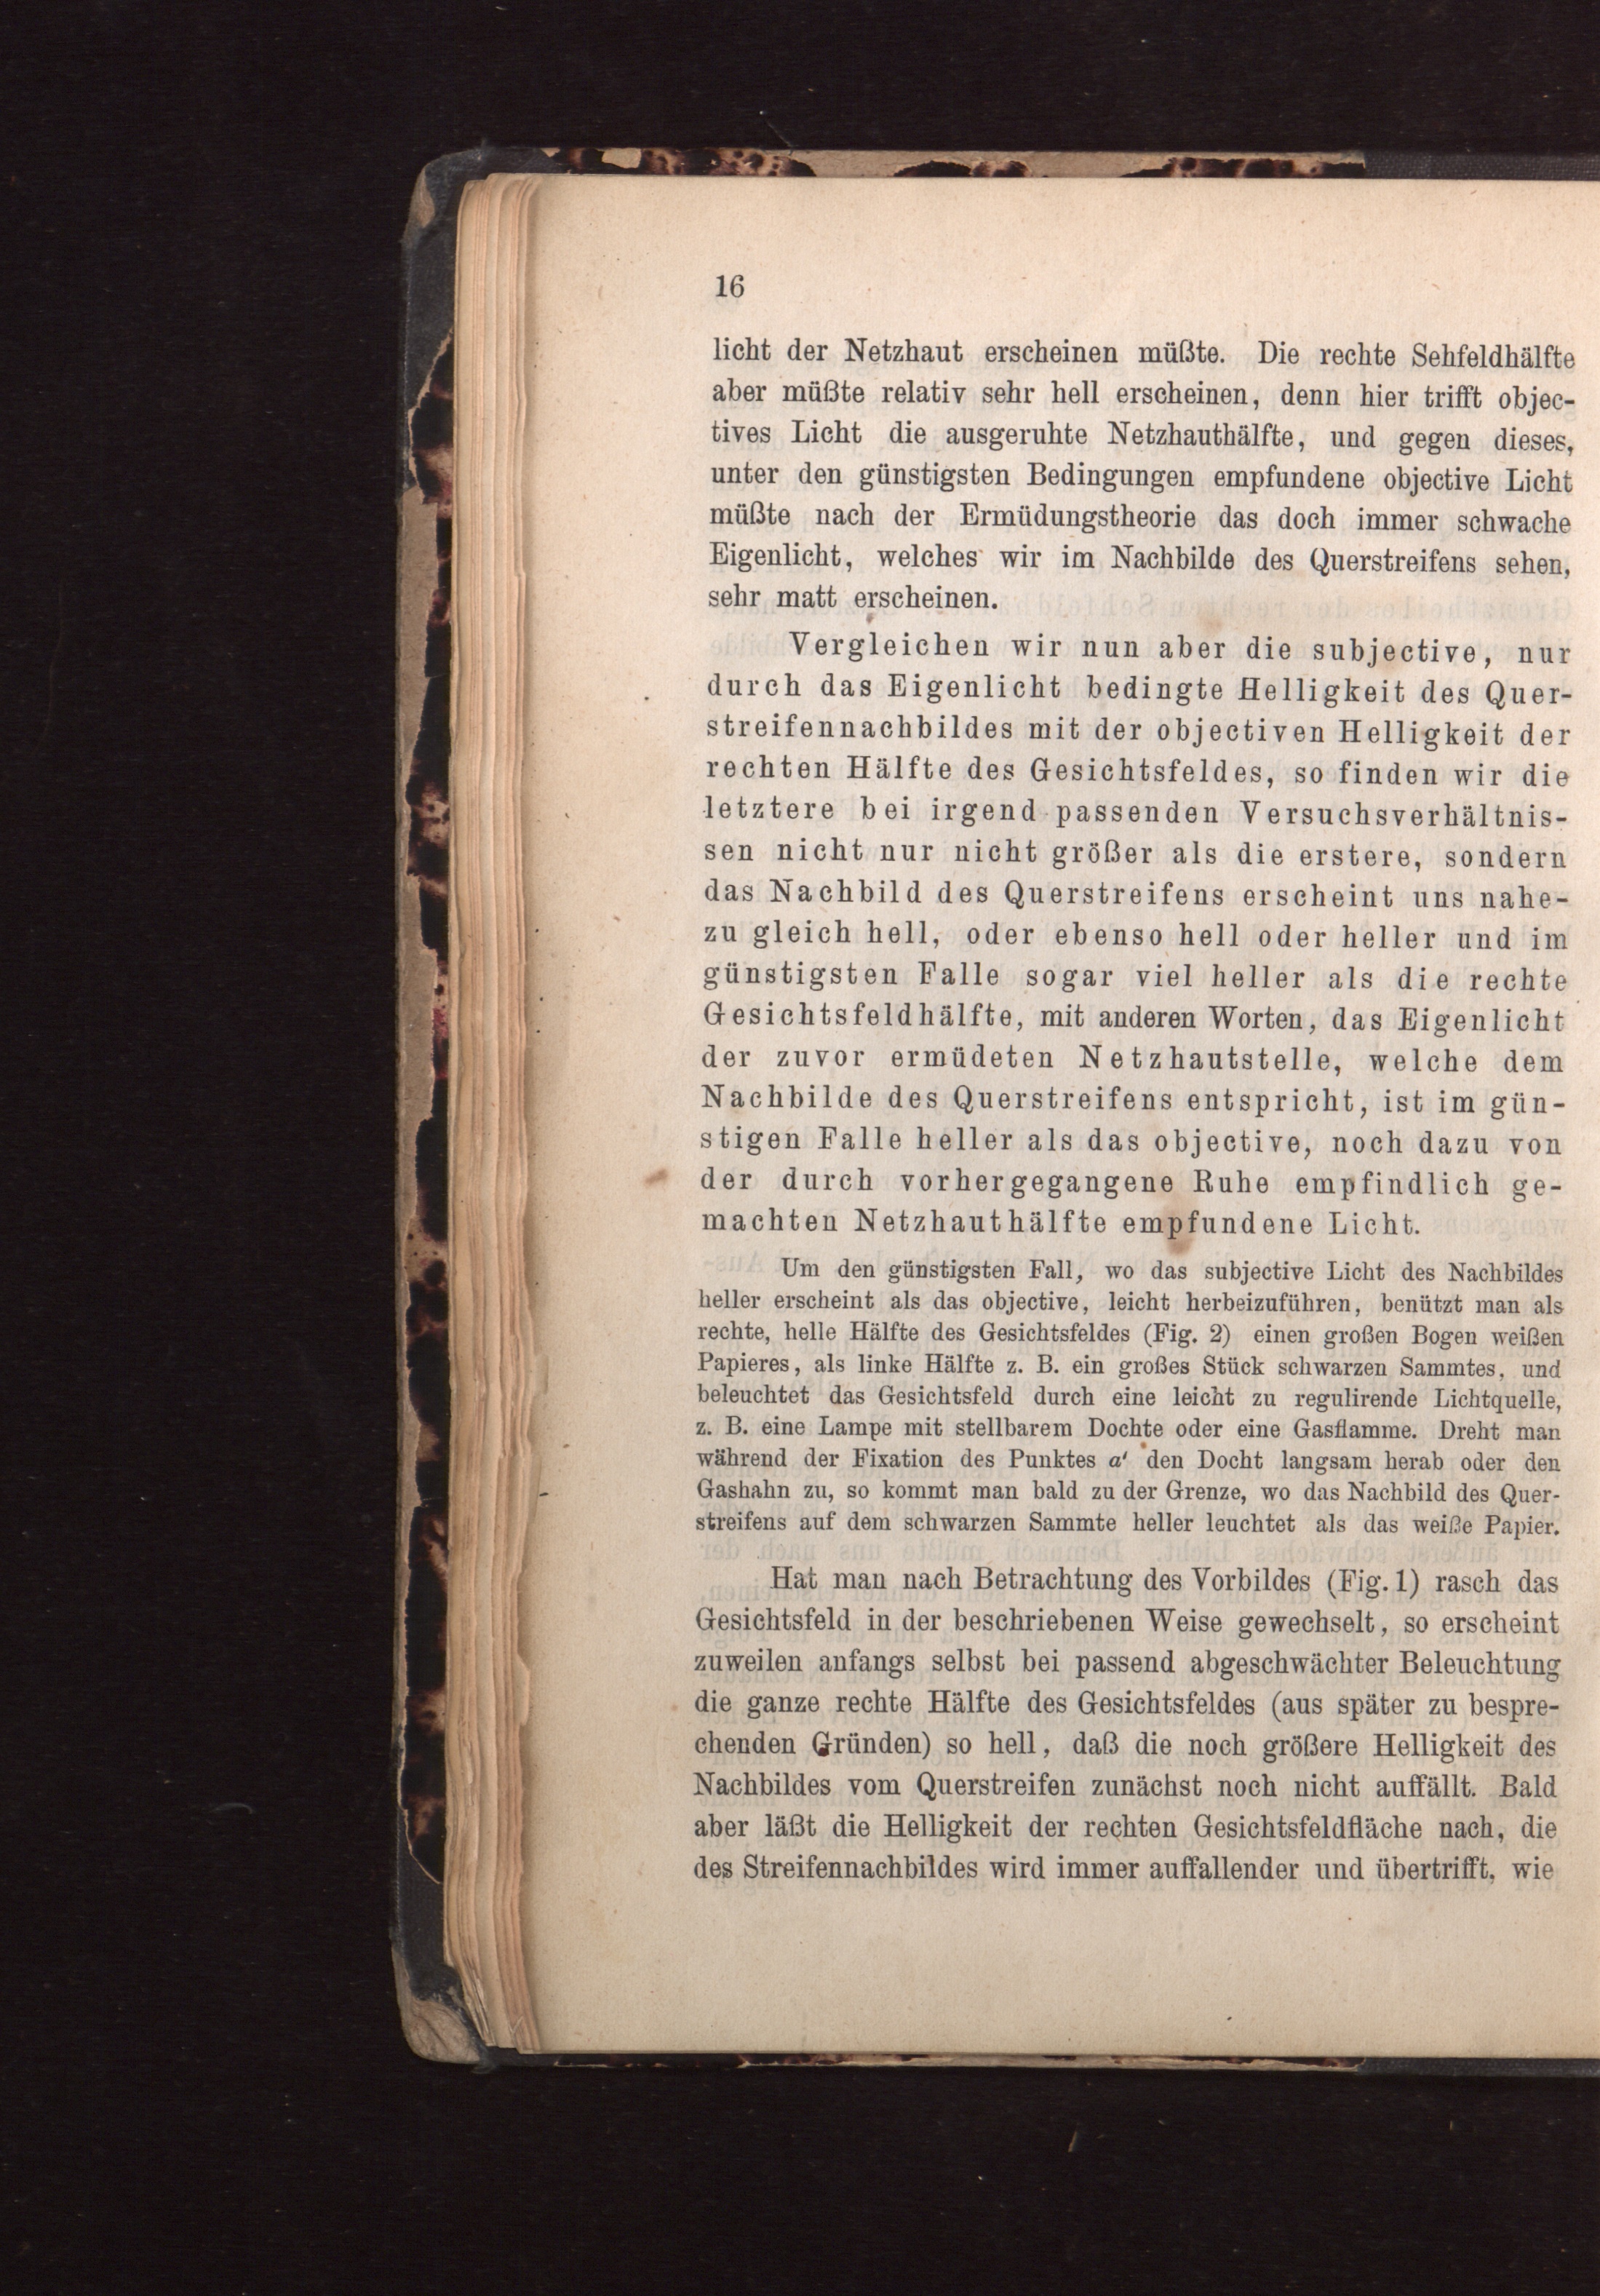 16
licht der Netzhaut erscheinen müßte. Die rechte Sehfeldhälfte
aber müßte relativ sehr hell erscheinen, denn hier trifft objec-
tives Licht die ausgeruhte Netzhauthälfte, und gegen dieses,
unter den günstigsten Bedingungen empfundene objective Licht
müßte nach der Ermüdungstheorie das doch immer schwache
Eigenlicht, welches wir im Nachbilde des Querstreifens sehen,
sehr matt erscheinen.
Vergleichen wir nun aber die subjective, nur
durch das Eigenlicht bedingte Helligkeit des Quer-
streifennachbildes mit der objectiven Helligkeit der
rechten Hälfte des Gesichtsfeldes, so finden wir die
letztere bei irgend passenden Versuchsverhältnis-
sen nicht nur nicht größer als die erstere, sondern
das Nachbild des Querstreifens erscheint uns nahe-
zu gleich hell, oder ebenso hell oder heller und im
günstigsten Falle sogar viel heller als die rechte
Gesichtsfeldhälfte, mit anderen Worten, das Eigenlicht
der zuvor ermüdeten Netzhautstelle, welche dem
Nachbilde des Querstreifens entspricht, ist im gün-
stigen Falle heller als das objective, noch dazu von
der durch vorhergegangene Ruhe empfindlich ge-
machten Netzhauthälfte empfundene Licht.
Um den günstigsten Fall, wo das subjective Licht des Nachbildes
heller erscheint als das objective, leicht herbeizuführen, benützt man als
rechte, helle Hälfte des Gesichtsfeldes (Fig. 2) einen großen Bogen weißen
Papieres, als linke Hälfte z. B. ein großes Stück schwarzen Sammtes, und
beleuchtet das Gesichtsfeld durch eine leicht zu regulirende Lichtquelle,
z. B. eine Lampe mit stellbarem Dochte oder eine Gasflamme. Dreht man
während der Fixation des Punktes a' den Docht langsam herab oder den
Gashahn zu, so kommt man bald zu der Grenze, wo das Nachbild des Quer-
streifens auf dem schwarzen Sammte heller leuchtet als das weiße Papier.
Hat man nach Betrachtung des Vorbildes (Fig. 1) rasch das
Gesichtsfeld in der beschriebenen Weise gewechselt, so erscheint
zuweilen anfangs selbst bei passend abgeschwächter Beleuchtung
die ganze rechte Hälfte des Gesichtsfeldes (aus später zu bespre-
chenden Gründen) so hell, daß die noch größere Helligkeit des
Nachbildes vom Querstreifen zunächst noch nicht auffällt. Bald
aber läßt die Helligkeit der rechten Gesichtsfeldfläche nach, die
des Streifennachbildes wird immer auffallender und übertrifft, wie